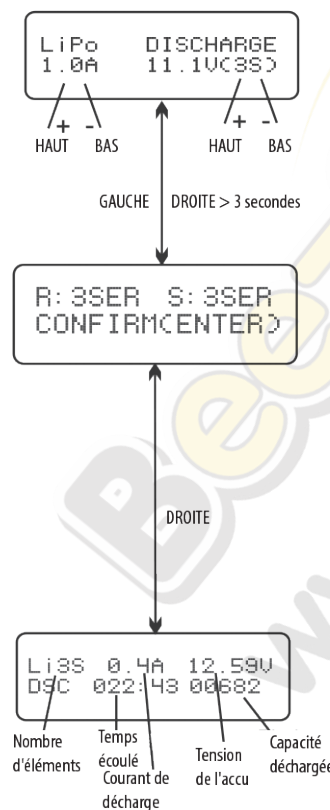 LiPo DISCHARGE
1.0A 11.1V(3S)
+ - + -
HAUT BAS HAUT BAS
GAUCHE DROITE > 3 secondes
R: 3SER S: 3SER
CONFIRM(ENTER)
DROITE
Li3S 0.4A 12.59V
DSC 022:43 00682
Nombre d'éléments
Temps écoulé
Courant de décharge
Tension de l'accu
Capacité déchargée